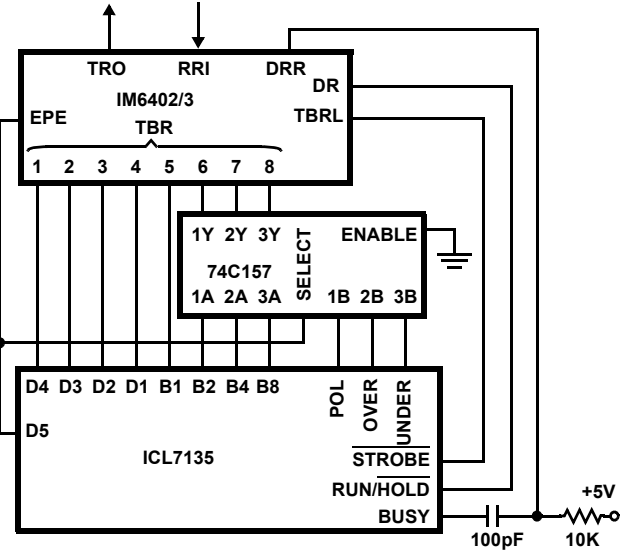 TRO RRI DRR
DR
IM6402/3
EPE TBRL
TBR
1 2 3 4 5 6 7 8
1Y 2Y 3Y SELECT ENABLE
74C157
1A 2A 3A 1B 2B 3B
D4 D3 D2 D1 B1 B2 B4 B8 POL OVER UNDER
D5
ICL7135
STROBE
RUN/HOLD
BUSY
+5V
100pF 10K